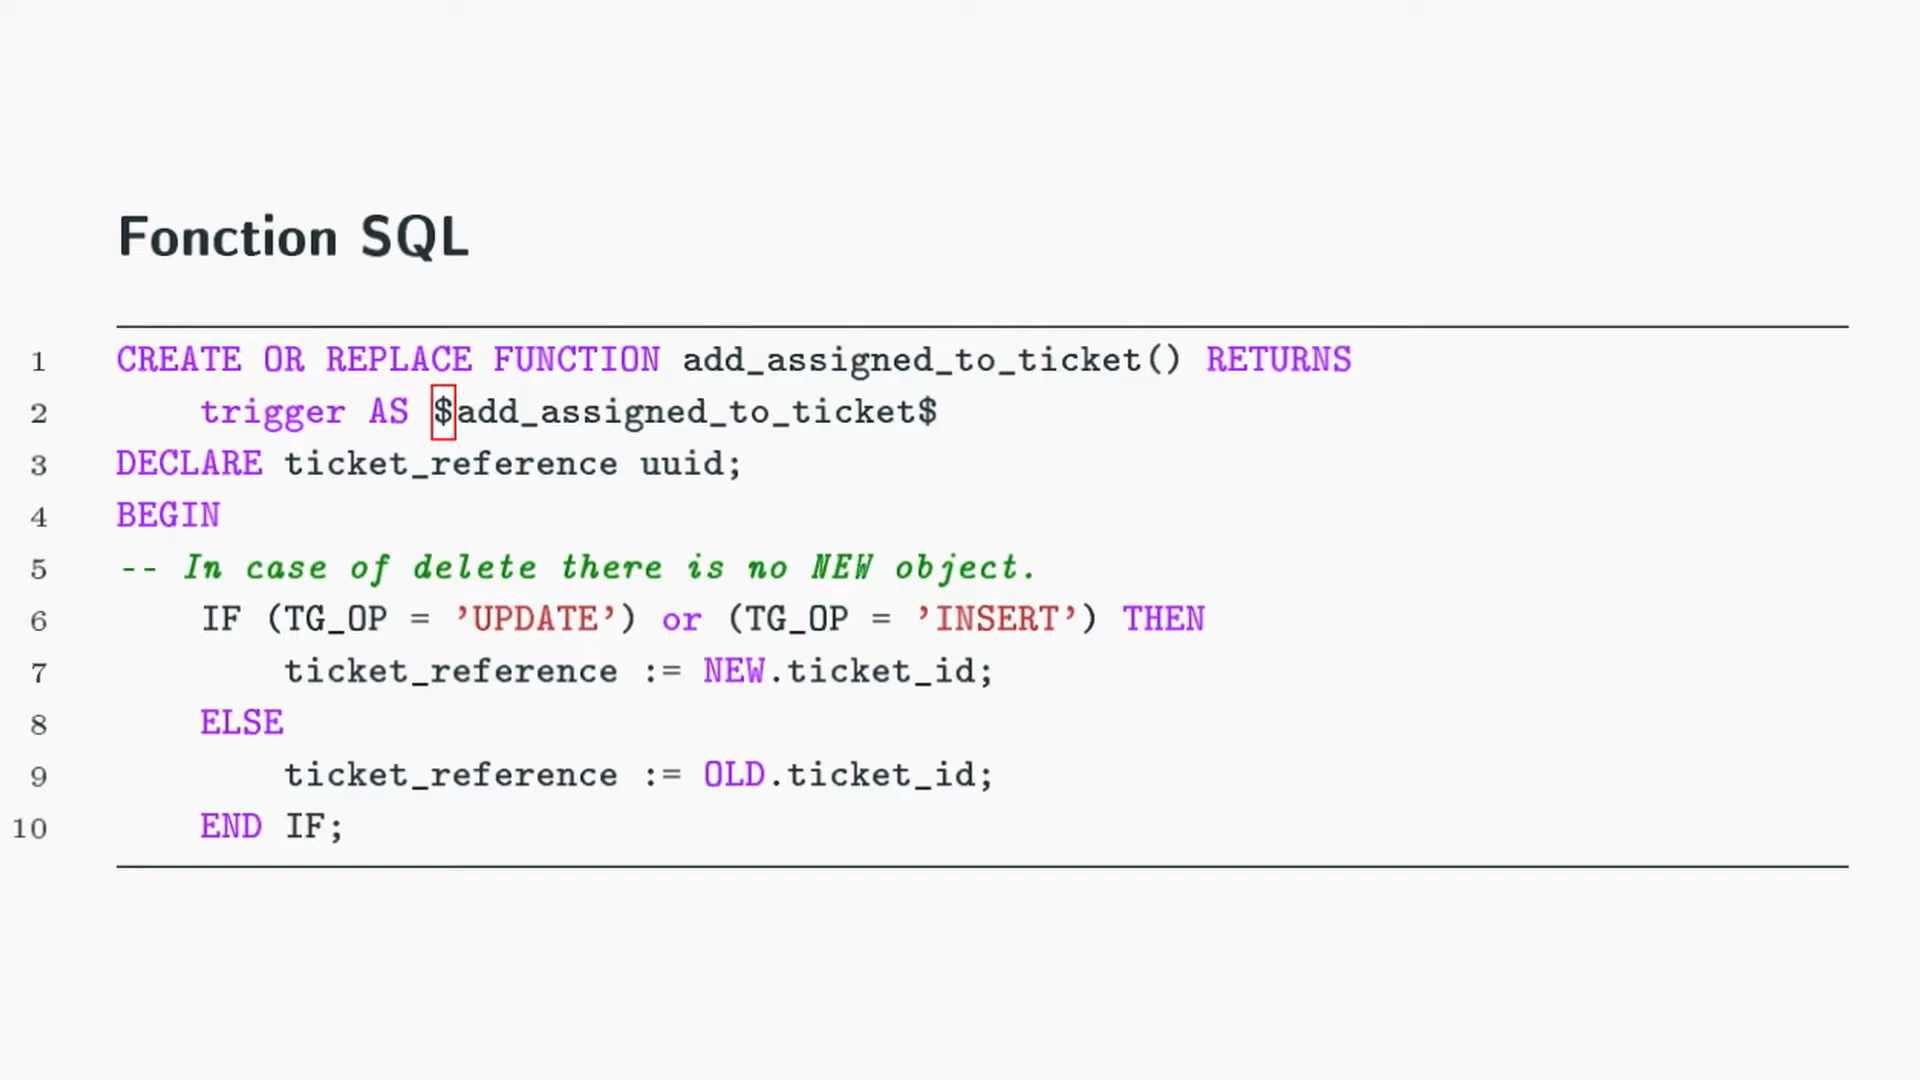 Fonction SQL
1 CREATE OR REPLACE FUNCTION add_assigned_to_ticket() RETURNS
2 trigger AS $add_assigned_to_ticket$
3 DECLARE ticket_reference uuid;
4 BEGIN
5 -- In case of delete there is no NEW object.
6 IF (TG_OP = ’UPDATE’) or (TG_OP = ’INSERT’) THEN
7 ticket_reference := NEW.ticket_id;
8 ELSE
9 ticket_reference := OLD.ticket_id;
10 END IF;